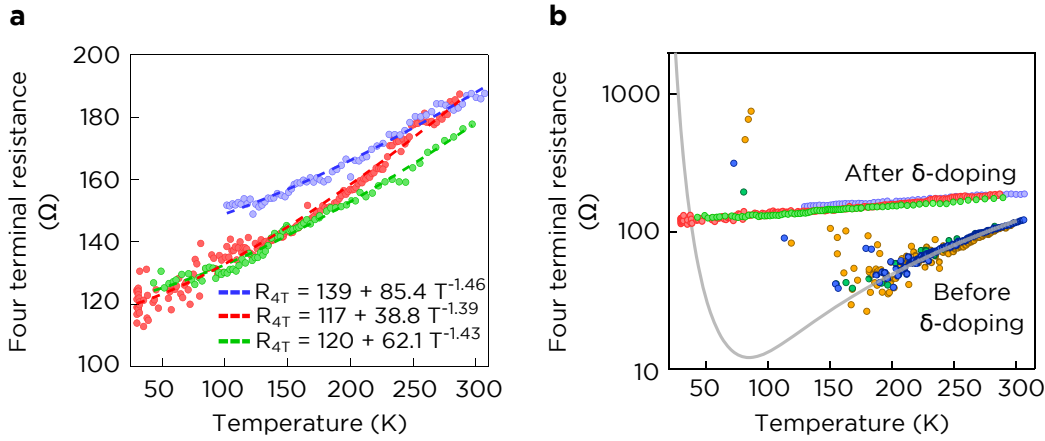 a
Four terminal resistance
(Ω)
200
180
160
140
120
100
R4T = 139 + 85.4 T-1.46
R4T = 117 + 38.8 T-1.39
R4T = 120 + 62.1 T-1.43
50 100 150 200 250 300
Temperature (K)
b
Four terminal resistance
(Ω)
1000
100
10
After δ-doping
Before
δ-doping
50 100 150 200 250 300
Temperature (K)